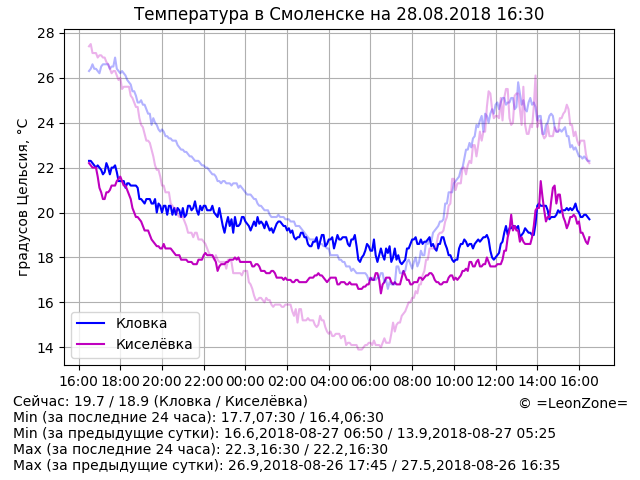 Температура в Смоленске на 28.08.2018 16:30
градусов Цельсия, °C
28
26
24
22
20
18
16
14
Кловка
Киселёвка
16:00 18:00 20:00 22:00 00:00 02:00 04:00 06:00 08:00 10:00 12:00 14:00 16:00
Сейчас: 19.7 / 18.9 (Кловка / Киселёвка)
© =LeonZone=
Min (за последние 24 часа): 17.7,07:30 / 16.4,06:30
Min (за предыдущие сутки): 16.6,2018-08-27 06:50 / 13.9,2018-08-27 05:25
Max (за последние 24 часа): 22.3,16:30 / 22.2,16:30
Max (за предыдущие сутки): 26.9,2018-08-26 17:45 / 27.5,2018-08-26 16:35